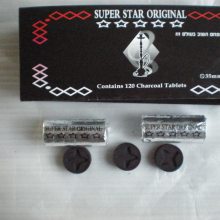 SUPER STAR ORIGINAL
Contains 120 Charcoal Tablets
SUPER STAR ORIGINAL
SUPER STAR ORIGINAL